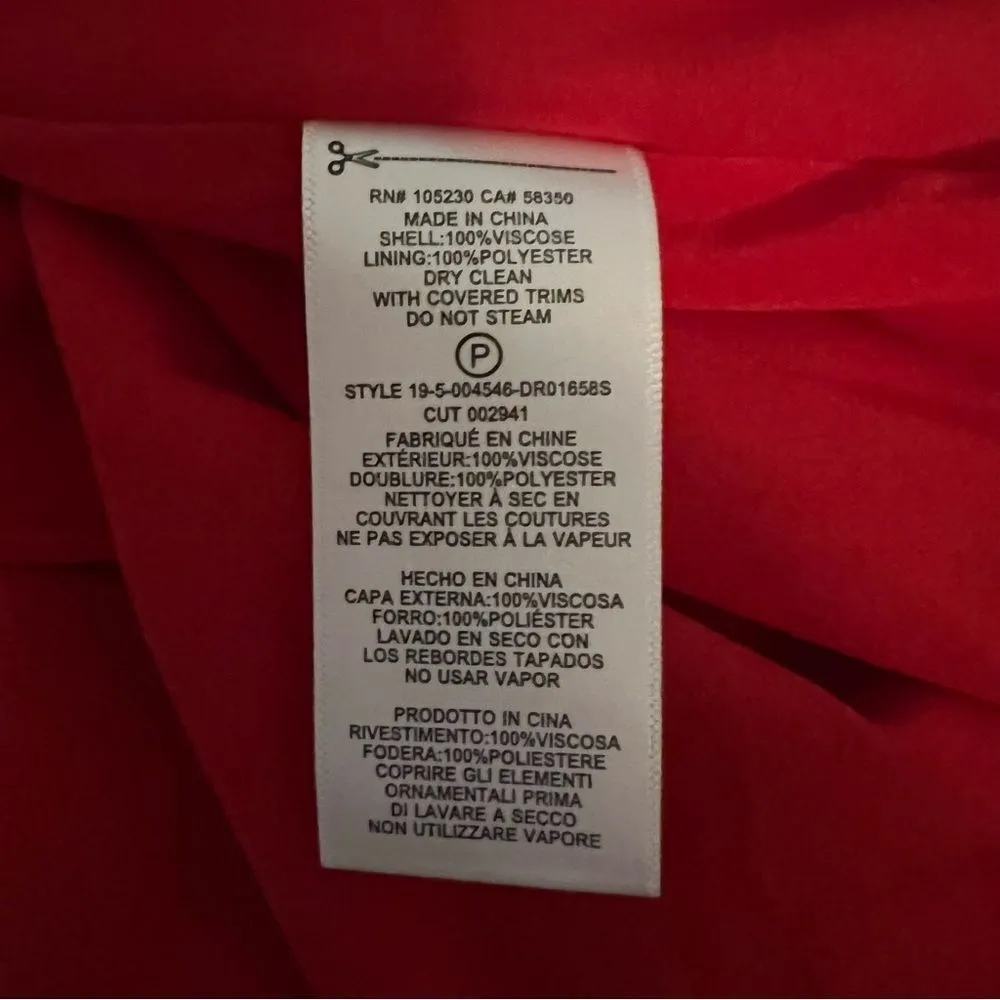 RN# 105230 CA# 58350
MADE IN CHINA
SHELL:100%VISCOSE
LINING:100%POLYESTER
DRY CLEAN
WITH COVERED TRIMS
DO NOT STEAM
P
STYLE 19-5-004546-DR01658S
CUT 002941
FABRIQUÉ EN CHINE
EXTÉRIEUR:100%VISCOSE
DOUBLURE:100%POLYESTER
NETTOYER À SEC EN
COUVRANT LES COUTURES
NE PAS EXPOSER À LA VAPEUR
HECHO EN CHINA
CAPA EXTERNA:100%VISCOSA
FORRO:100%POLIÉSTER
LAVADO EN SECO CON
LOS REBORDES TAPADOS
NO USAR VAPOR
PRODOTTO IN CINA
RIVESTIMENTO:100%VISCOSA
FODERA:100%POLIESTERE
COPRIRE GLI ELEMENTI
ORNAMENTALI PRIMA
DI LAVARE A SECCO
NON UTILIZZARE VAPORE